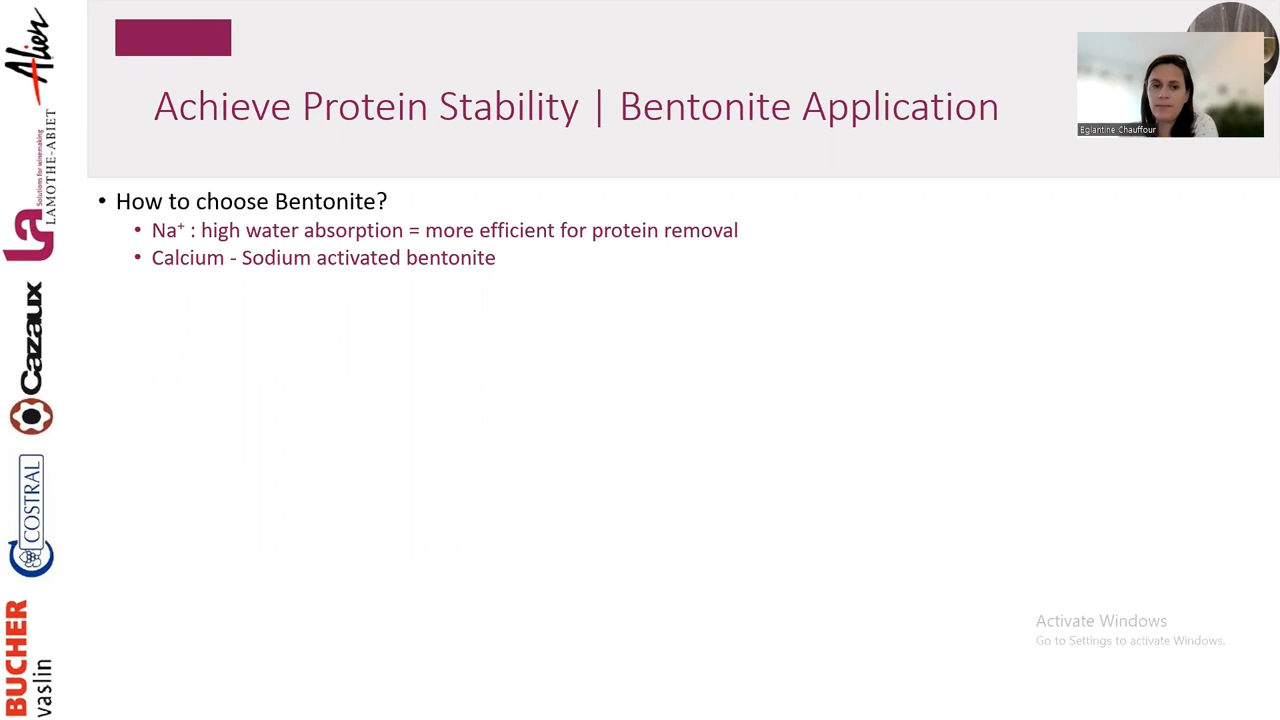 Alien
Solutions for winemaking
La
LAMOTHE-ABIET
Cazaux
COSTRAL
BUCHER
vaslin
Achieve Protein Stability | Bentonite Application
Eglantine Chauffour
• How to choose Bentonite?
• Na⁺ : high water absorption = more efficient for protein removal
• Calcium - Sodium activated bentonite
Activate Windows
Go to Settings to activate Windows.